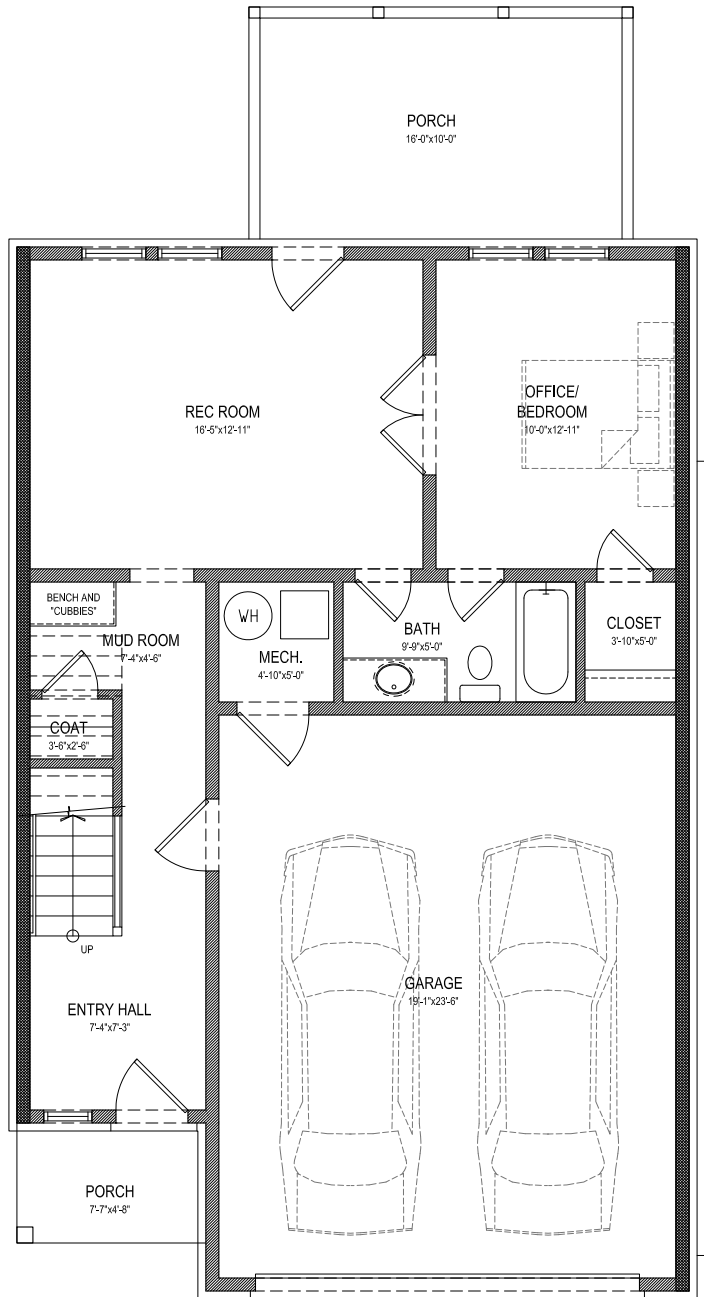 PORCH
16'-0"x10'-0"
REC ROOM
16'-5"x12'-11"
OFFICE/
BEDROOM
10'-0"x12'-11"
BENCH AND
"CUBBIES"
MUD ROOM
7'-4"x4'-6"
WH
MECH.
4'-10"x5'-0"
BATH
9'-9"x5'-0"
CLOSET
3'-10"x5'-0"
COAT
3'-6"x2'-6"
UP
GARAGE
19'-1"x23'-6"
ENTRY HALL
7'-4"x7'-3"
PORCH
7'-7"x4'-8"